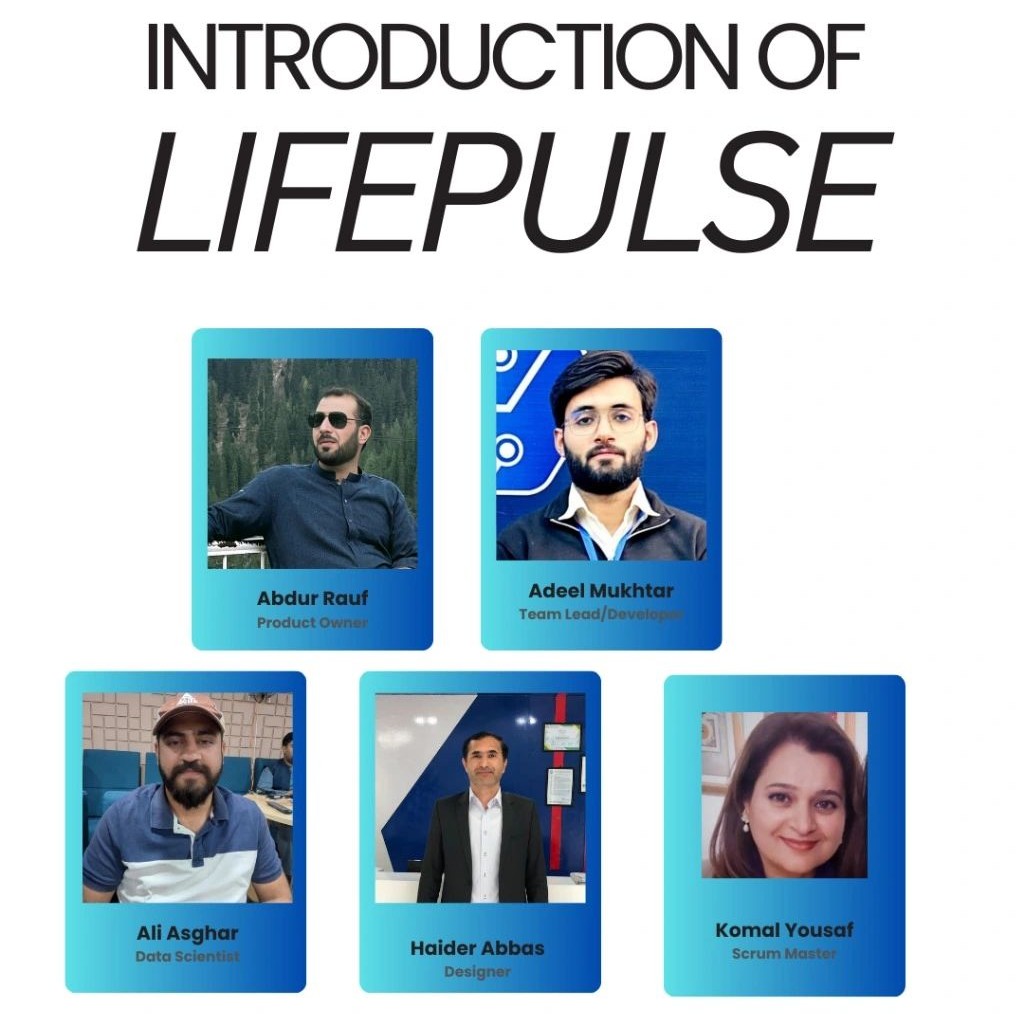 INTRODUCTION OF
LIFEPULSE
Abdur Rauf
Product Owner
Adeel Mukhtar
Team Lead/Developer
Ali Asghar
Data Scientist
Haider Abbas
Designer
Komal Yousaf
Scrum Master